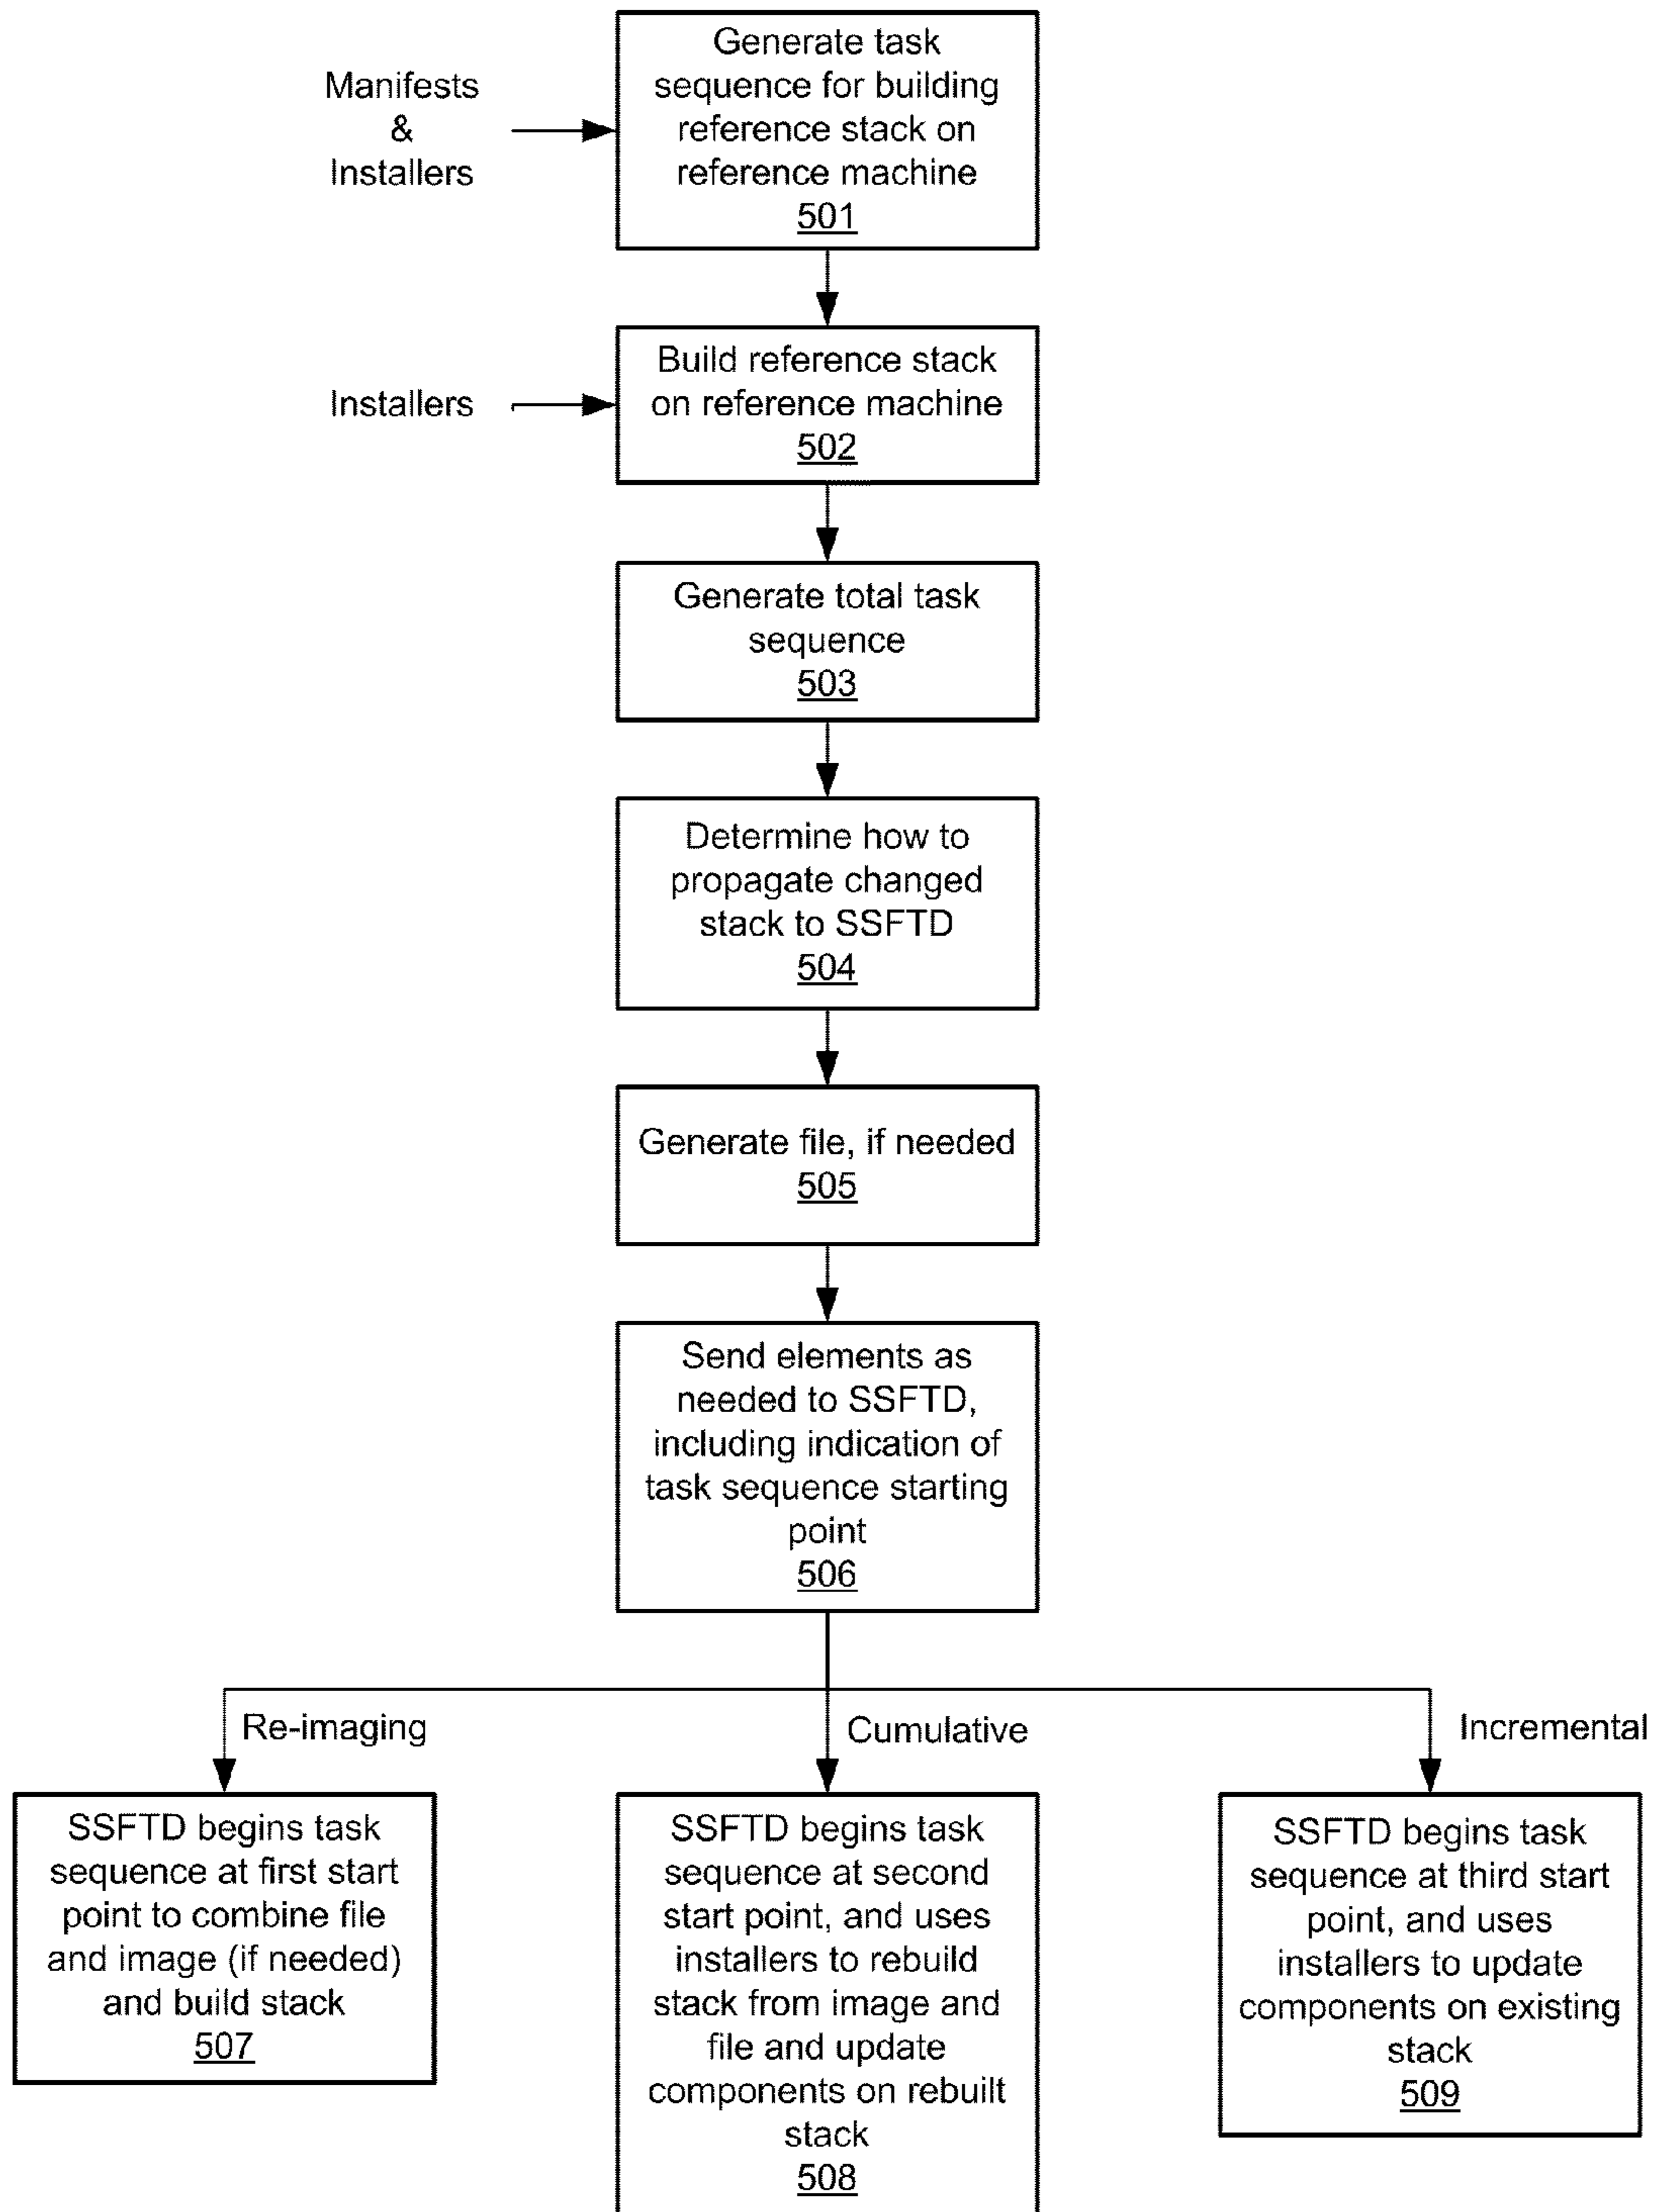 Generate task
sequence for building
reference stack on
reference machine
501
Manifests
&
Installers
Build reference stack
on reference machine
502
Installers
Generate total task
sequence
503
Determine how to
propagate changed
stack to SSFTD
504
Generate file, if needed
505
Send elements as
needed to SSFTD,
including indication of
task sequence starting
point
506
Re-imaging
Cumulative
Incremental
SSFTD begins task
sequence at first start
point to combine file
and image (if needed)
and build stack
507
SSFTD begins task
sequence at second
start point, and uses
installers to rebuild
stack from image and
file and update
components on rebuilt
stack
508
SSFTD begins task
sequence at third start
point, and uses
installers to update
components on existing
stack
509